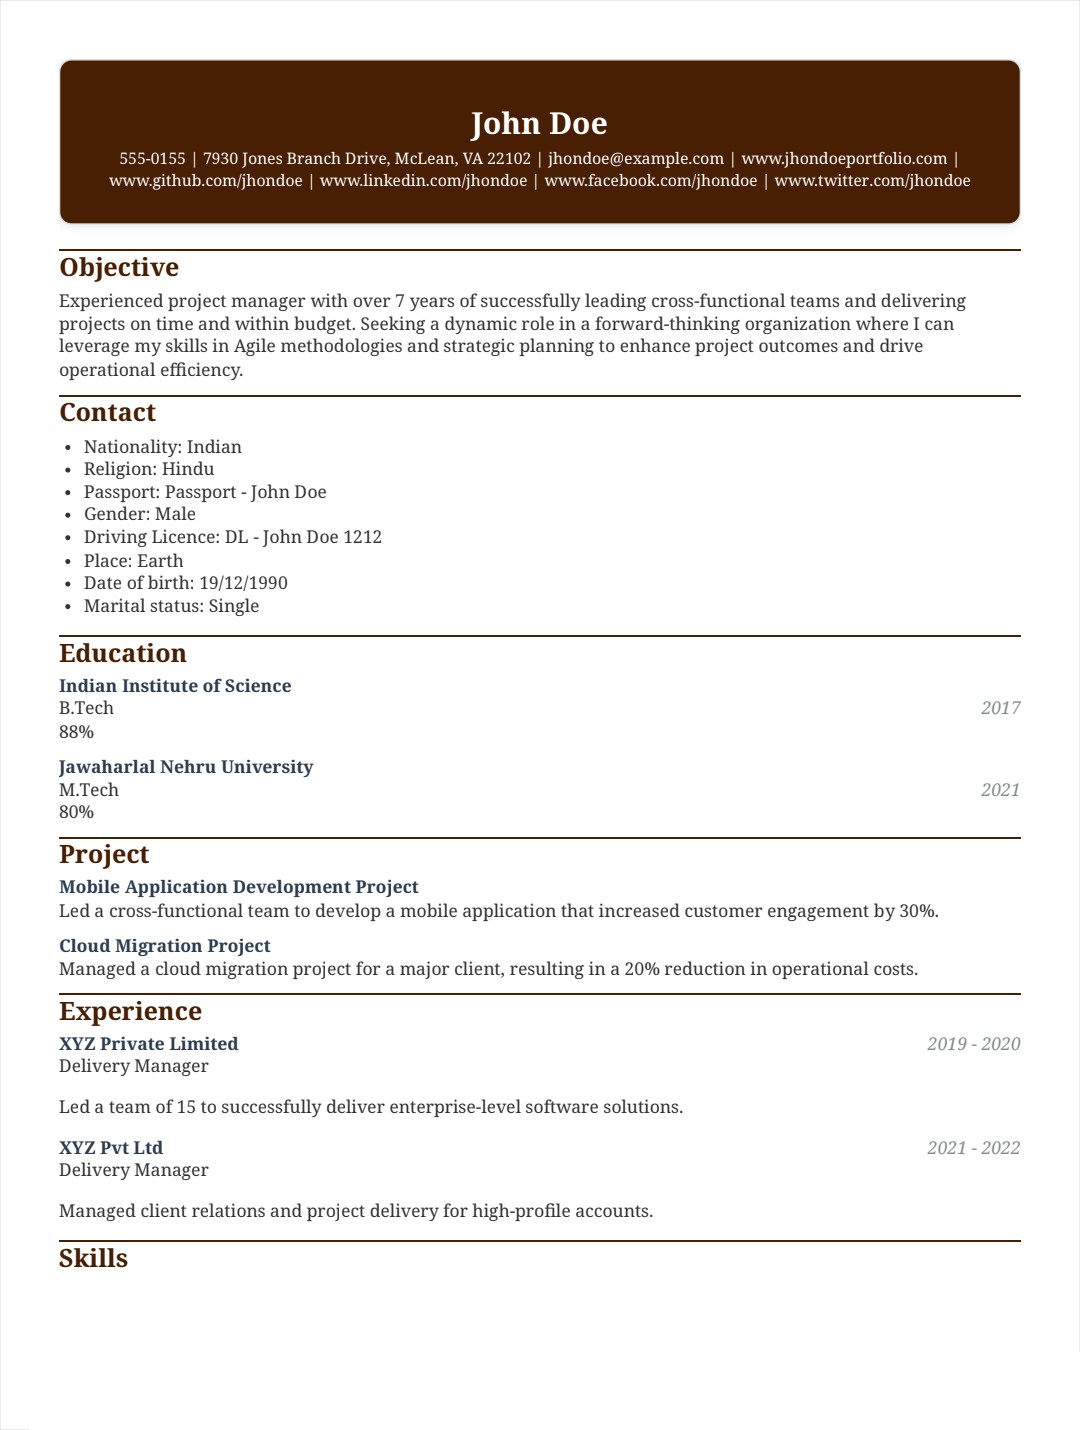 John Doe
555-0155 | 7930 Jones Branch Drive, McLean, VA 22102 | jhondoe@example.com | www.jhondoeportfolio.com |
www.github.com/jhondoe | www.linkedin.com/jhondoe | www.facebook.com/jhondoe | www.twitter.com/jhondoe
Objective
Experienced project manager with over 7 years of successfully leading cross-functional teams and delivering
projects on time and within budget. Seeking a dynamic role in a forward-thinking organization where I can
leverage my skills in Agile methodologies and strategic planning to enhance project outcomes and drive
operational efficiency.
Contact
• Nationality: Indian
• Religion: Hindu
• Passport: Passport - John Doe
• Gender: Male
• Driving Licence: DL - John Doe 1212
• Place: Earth
• Date of birth: 19/12/1990
• Marital status: Single
Education
Indian Institute of Science
B.Tech 2017
88%
Jawaharlal Nehru University
M.Tech 2021
80%
Project
Mobile Application Development Project
Led a cross-functional team to develop a mobile application that increased customer engagement by 30%.
Cloud Migration Project
Managed a cloud migration project for a major client, resulting in a 20% reduction in operational costs.
Experience
XYZ Private Limited 2019 - 2020
Delivery Manager
Led a team of 15 to successfully deliver enterprise-level software solutions.
XYZ Pvt Ltd 2021 - 2022
Delivery Manager
Managed client relations and project delivery for high-profile accounts.
Skills